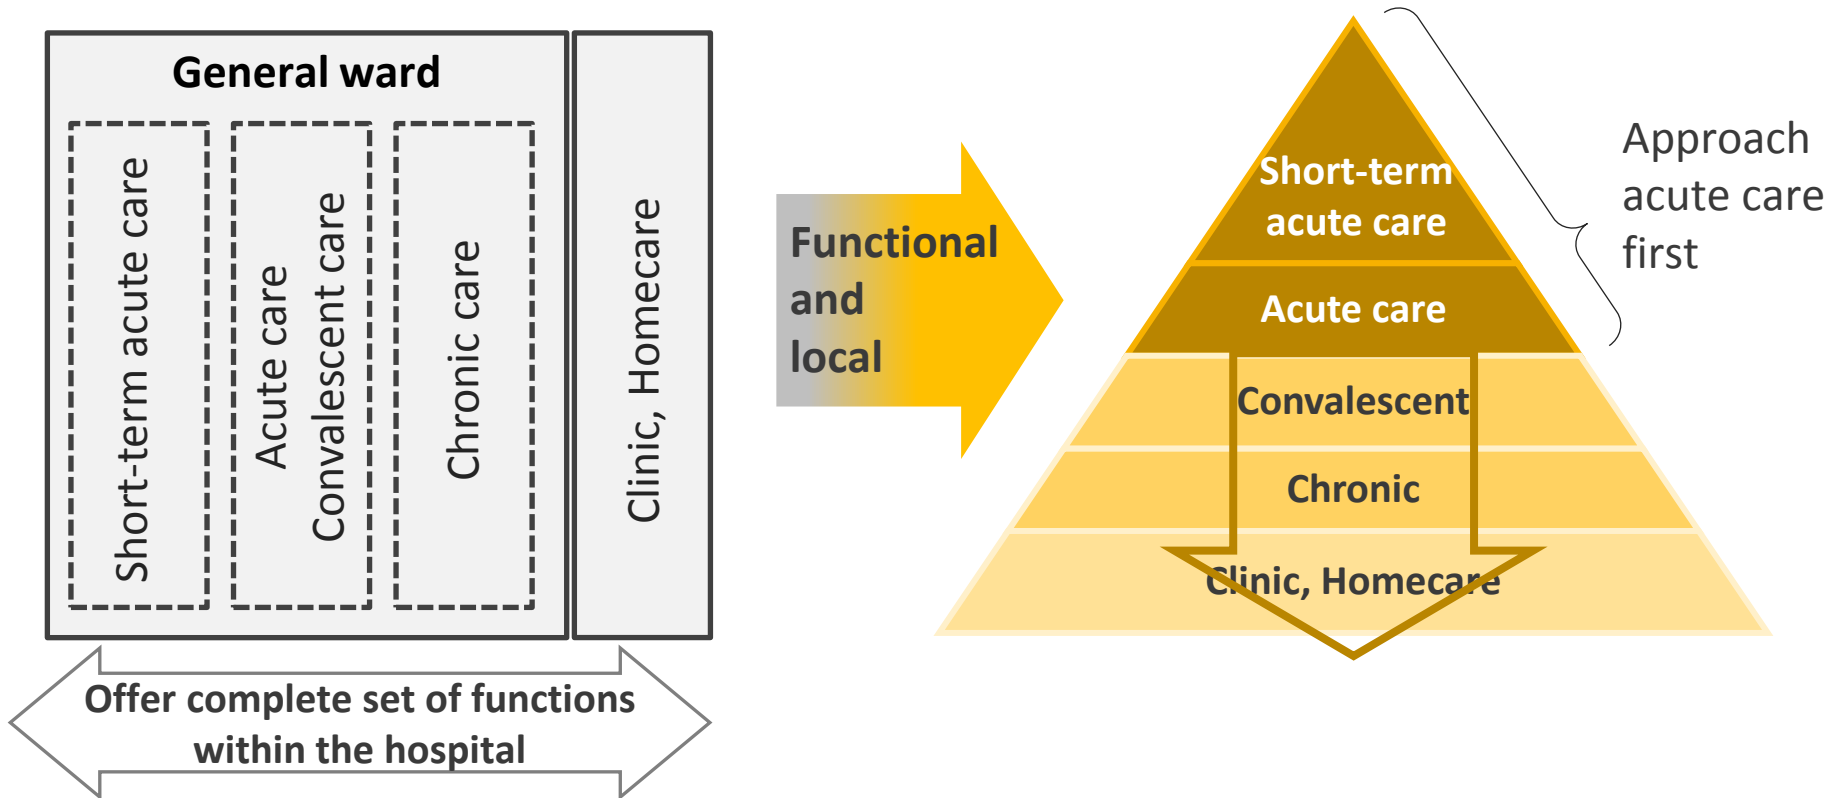 General ward
Short-term acute care
Acute care
Convalescent care
Chronic care
Clinic, Homecare
Offer complete set of functions
within the hospital
Functional
and
local
Short-term
acute care
Acute care
Convalescent
Chronic
Clinic, Homecare
Approach
acute care
first